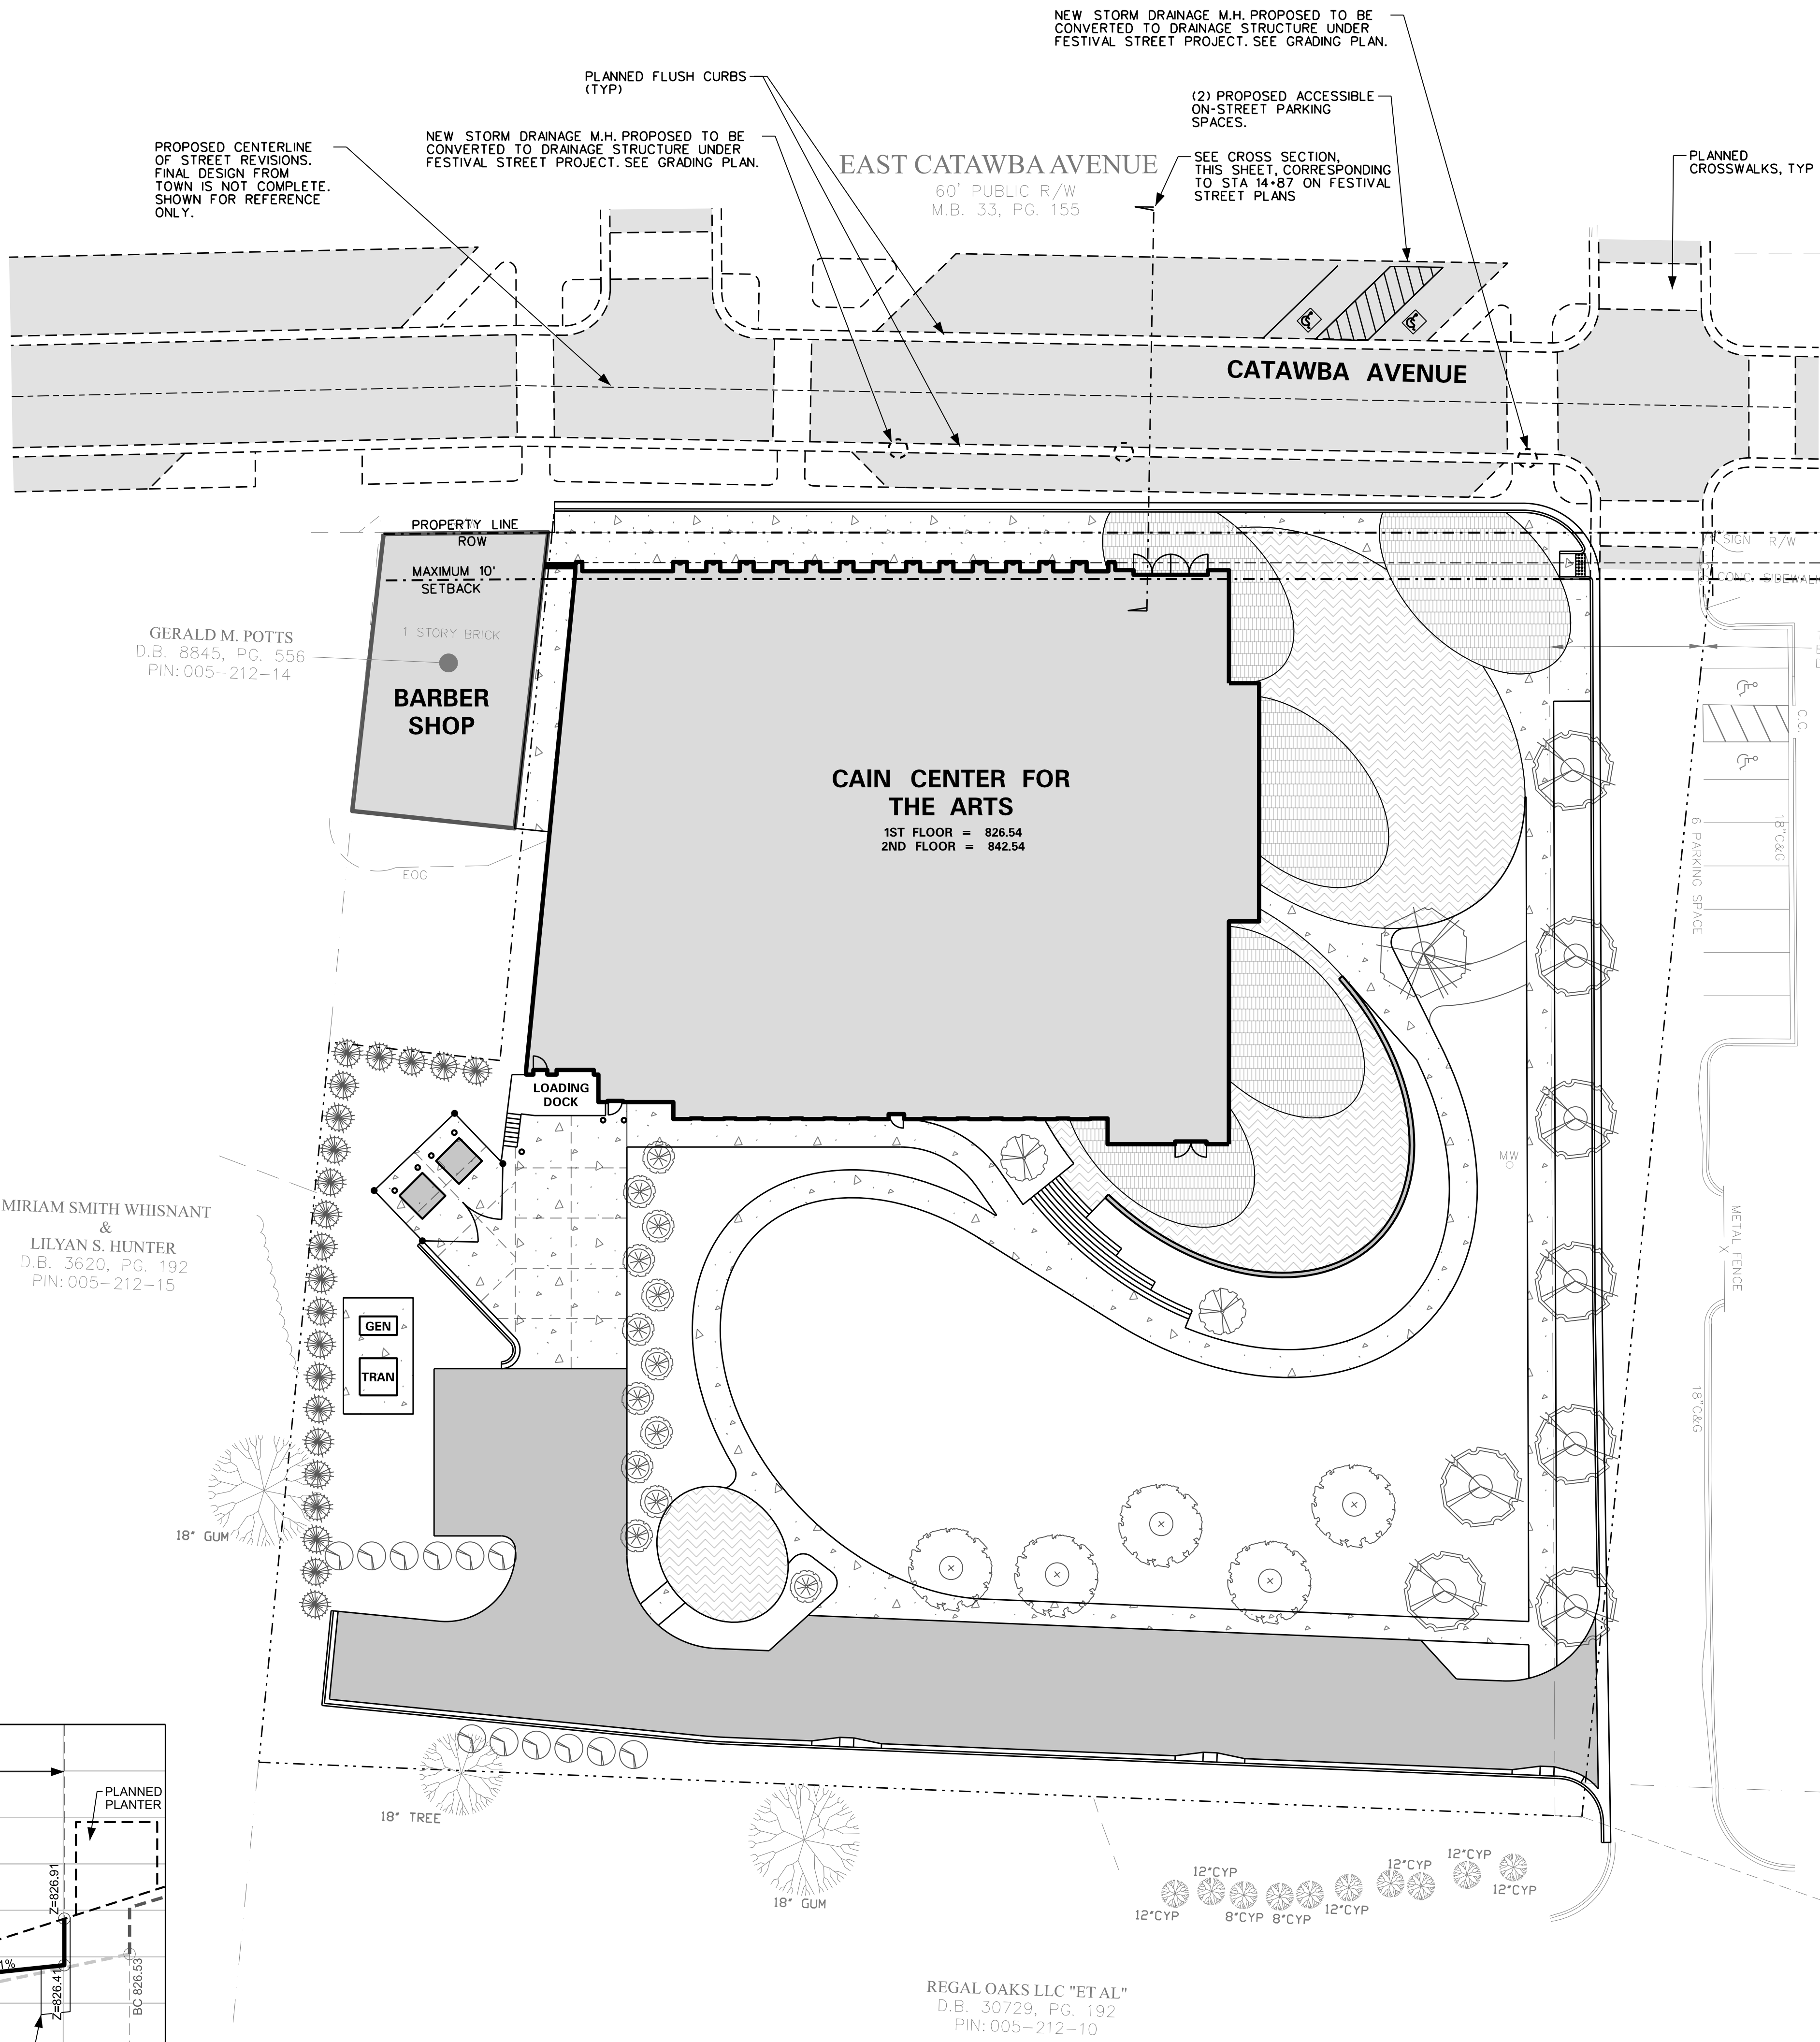 NEW STORM DRAINAGE M.H. PROPOSED TO BE
CONVERTED TO DRAINAGE STRUCTURE UNDER
FESTIVAL STREET PROJECT. SEE GRADING PLAN.
PLANNED FLUSH CURBS
(TYP)
(2) PROPOSED ACCESSIBLE
ON-STREET PARKING
SPACES.
PROPOSED CENTERLINE
OF STREET REVISIONS.
FINAL DESIGN FROM
TOWN IS NOT COMPLETE.
SHOWN FOR REFERENCE
ONLY.
NEW STORM DRAINAGE M.H. PROPOSED TO BE
CONVERTED TO DRAINAGE STRUCTURE UNDER
FESTIVAL STREET PROJECT. SEE GRADING PLAN.
EAST CATAWBA AVENUE
60' PUBLIC R/W
M.B. 33, PG. 155
SEE CROSS SECTION,
THIS SHEET, CORRESPONDING
TO STA 14+87 ON FESTIVAL
STREET PLANS
PLANNED
CROSSWALKS, TYP
CATAWBA AVENUE
PROPERTY LINE
ROW
MAXIMUM 10'
SETBACK
SIGN R/W
CONC. SIDEWALK
1 STORY BRICK
GERALD M. POTTS
D.B. 8845, PG. 556
PIN: 005-212-14
BARBER
SHOP
EOG
CAIN CENTER FOR
THE ARTS
1ST FLOOR = 826.54
2ND FLOOR = 842.54
C.C.
18"C&G
6 PARKING SPACE
LOADING
DOCK
MW
METAL FENCE
X
MIRIAM SMITH WHISNANT
&
LILYAN S. HUNTER
D.B. 3620, PG. 192
PIN: 005-212-15
GEN
TRAN
18"C&G
18" GUM
18" TREE
18" GUM
PLANNED
PLANTER
Z=826.91
1%
Z=826.41
BC 826.53
12"CYP
12"CYP
8"CYP
8"CYP
12"CYP
12"CYP
12"CYP
12"CYP
REGAL OAKS LLC "ET AL"
D.B. 30729, PG. 192
PIN: 005-212-10